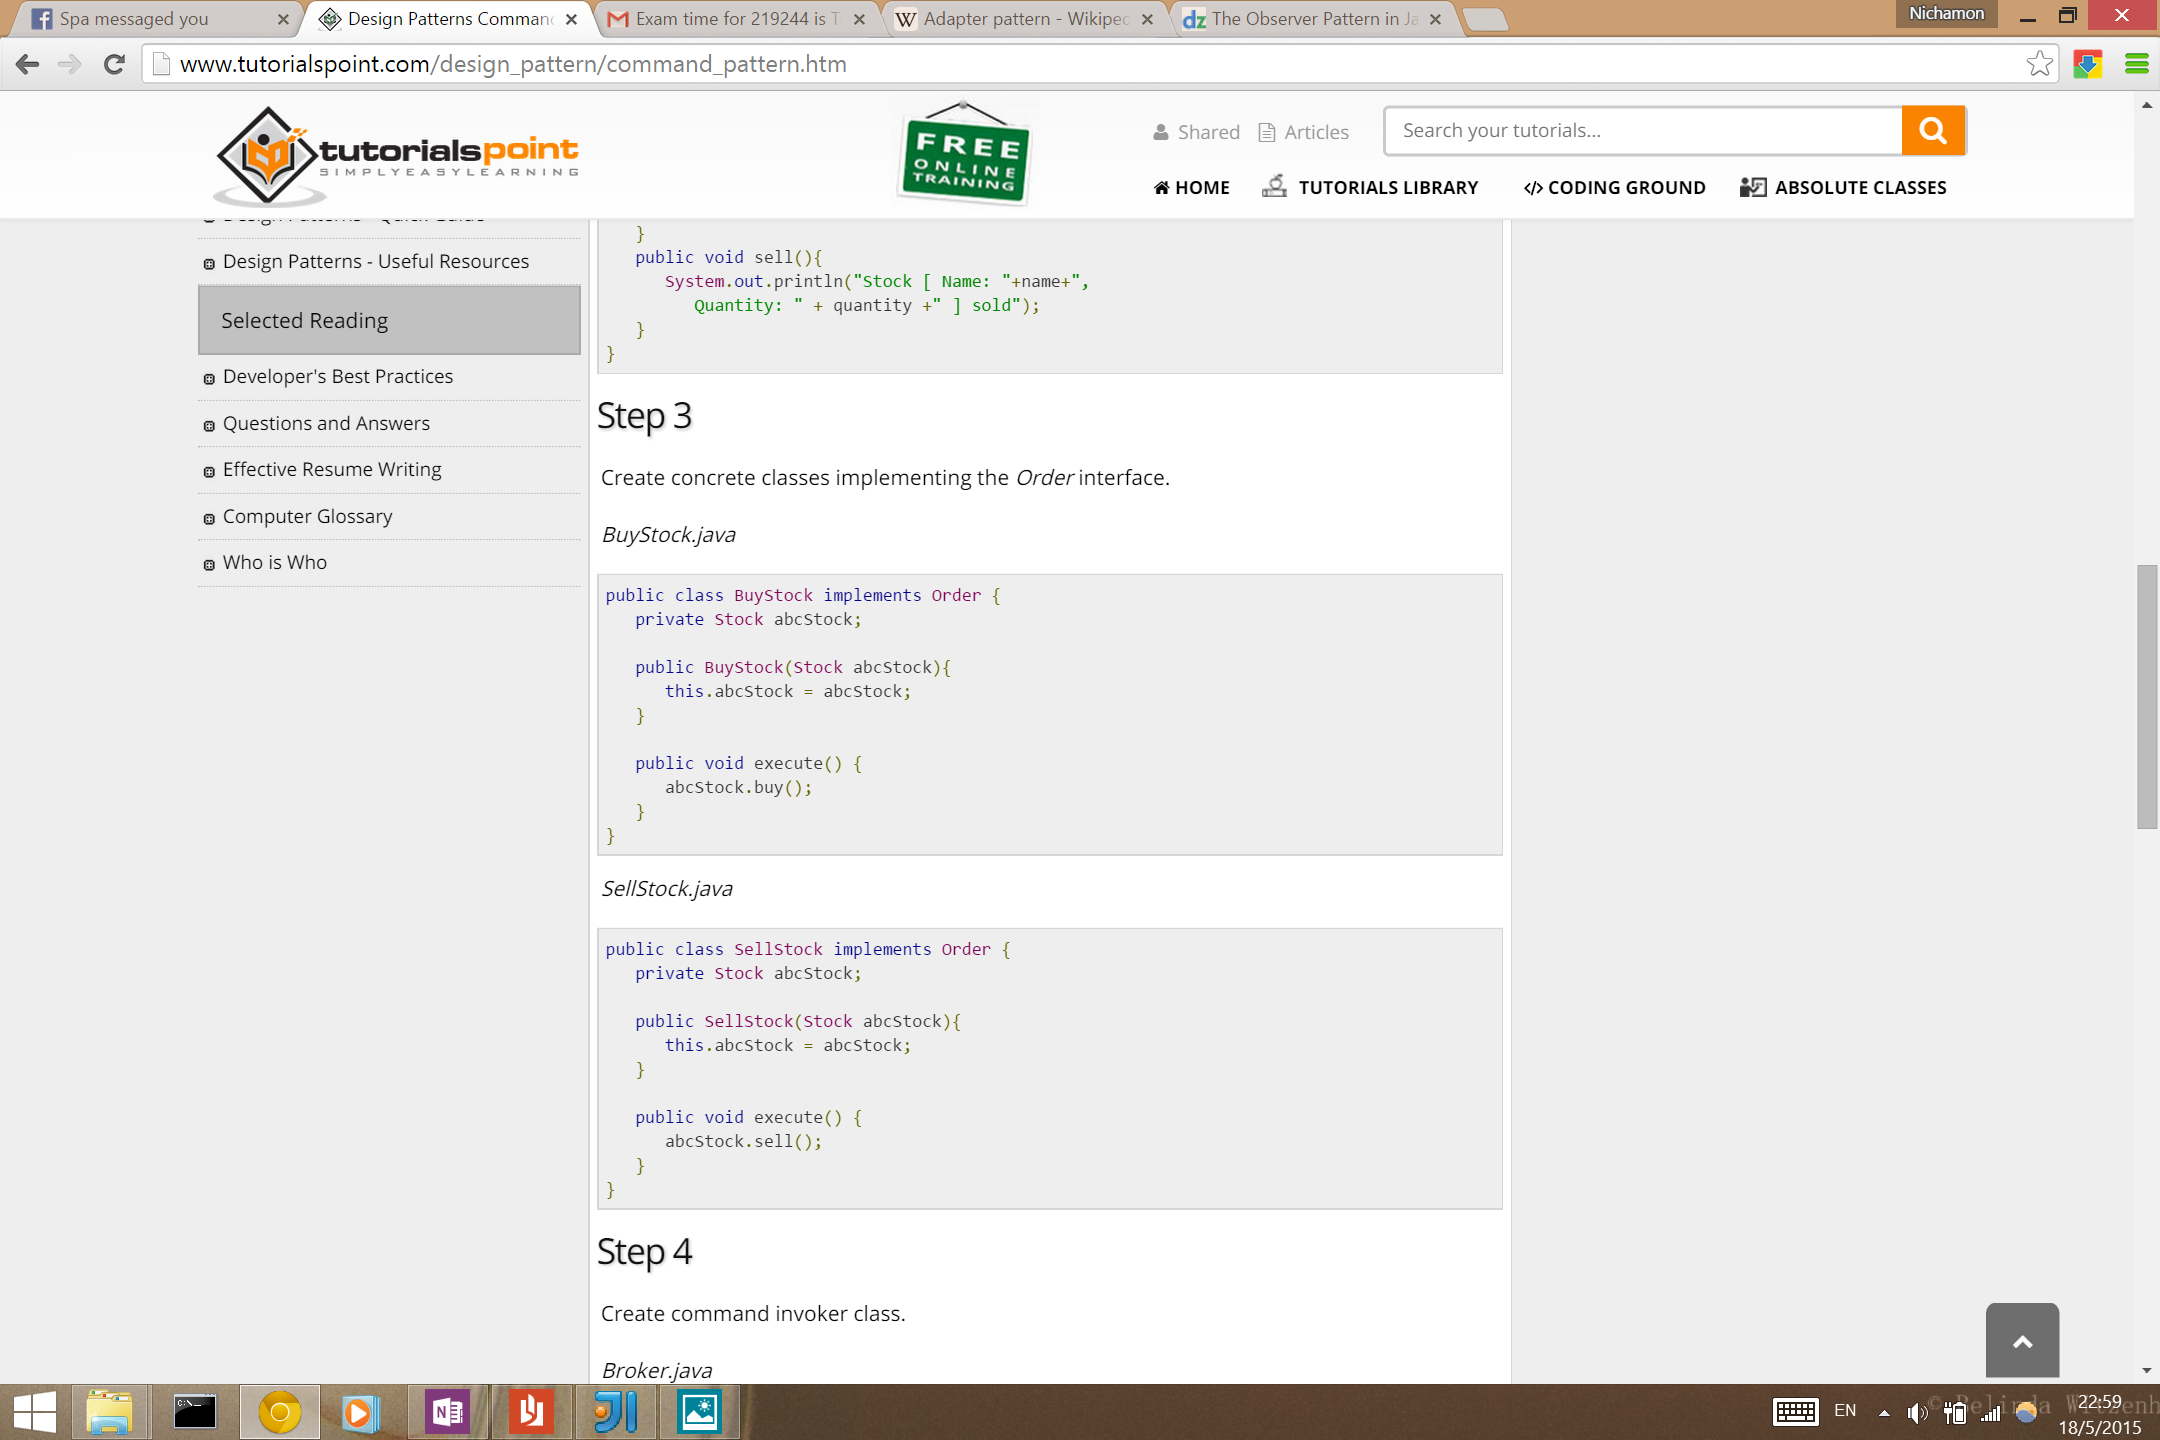 Spa messaged you
Design Patterns Comman
Exam time for 219244 is T
Adapter pattern - Wikiped
The Observer Pattern in Ja
Nichamon
www.tutorialspoint.com/design_pattern/command_pattern.htm
tutorialspoint
SIMPLYEASYLEARNING
FREE
ONLINE
TRAINING
Shared
Articles
Search your tutorials...
HOME
TUTORIALS LIBRARY
</> CODING GROUND
ABSOLUTE CLASSES
Design Patterns - Quick Guide
Design Patterns - Useful Resources
Selected Reading
Developer's Best Practices
Questions and Answers
Effective Resume Writing
Computer Glossary
Who is Who
}
public void sell(){
System.out.println("Stock [ Name: "+name+",
Quantity: " + quantity +" ] sold");
}
}
Step 3
Create concrete classes implementing the Order interface.
BuyStock.java
public class BuyStock implements Order {
private Stock abcStock;
public BuyStock(Stock abcStock){
this.abcStock = abcStock;
}
public void execute() {
abcStock.buy();
}
}
SellStock.java
public class SellStock implements Order {
private Stock abcStock;
public SellStock(Stock abcStock){
this.abcStock = abcStock;
}
public void execute() {
abcStock.sell();
}
}
Step 4
Create command invoker class.
Broker.java
C:\_
EN
© Belinda Witzenh
22:59
18/5/2015